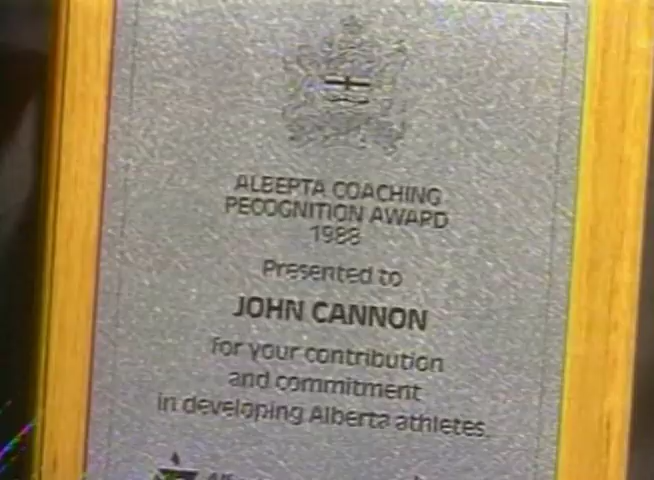 ALBERTA COACHING
RECOGNITION AWARD
1988
Presented to
JOHN CANNON
for your contribution
and commitment
in developing Alberta athletes.